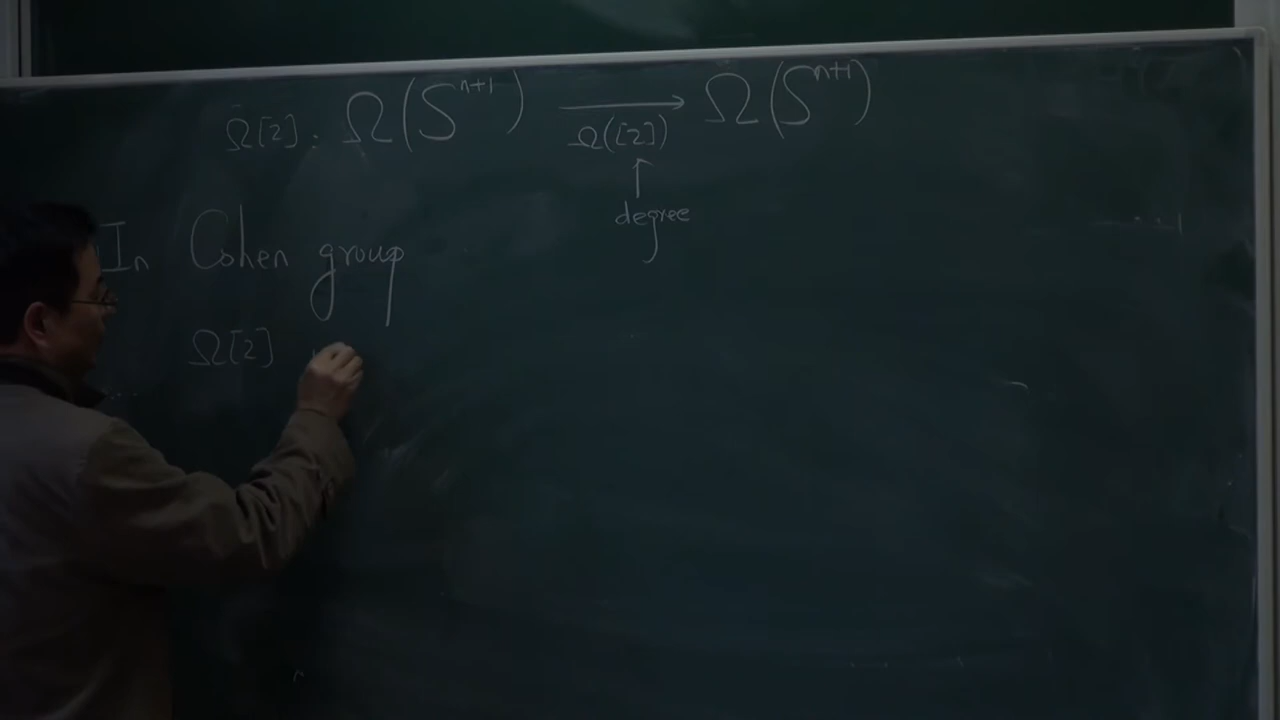 Ω[2] : Ω(S^{n+1}) ⟶ Ω(S^{n+1})
Ω([2])
↑
degree
In Cohen group
Ω[2]